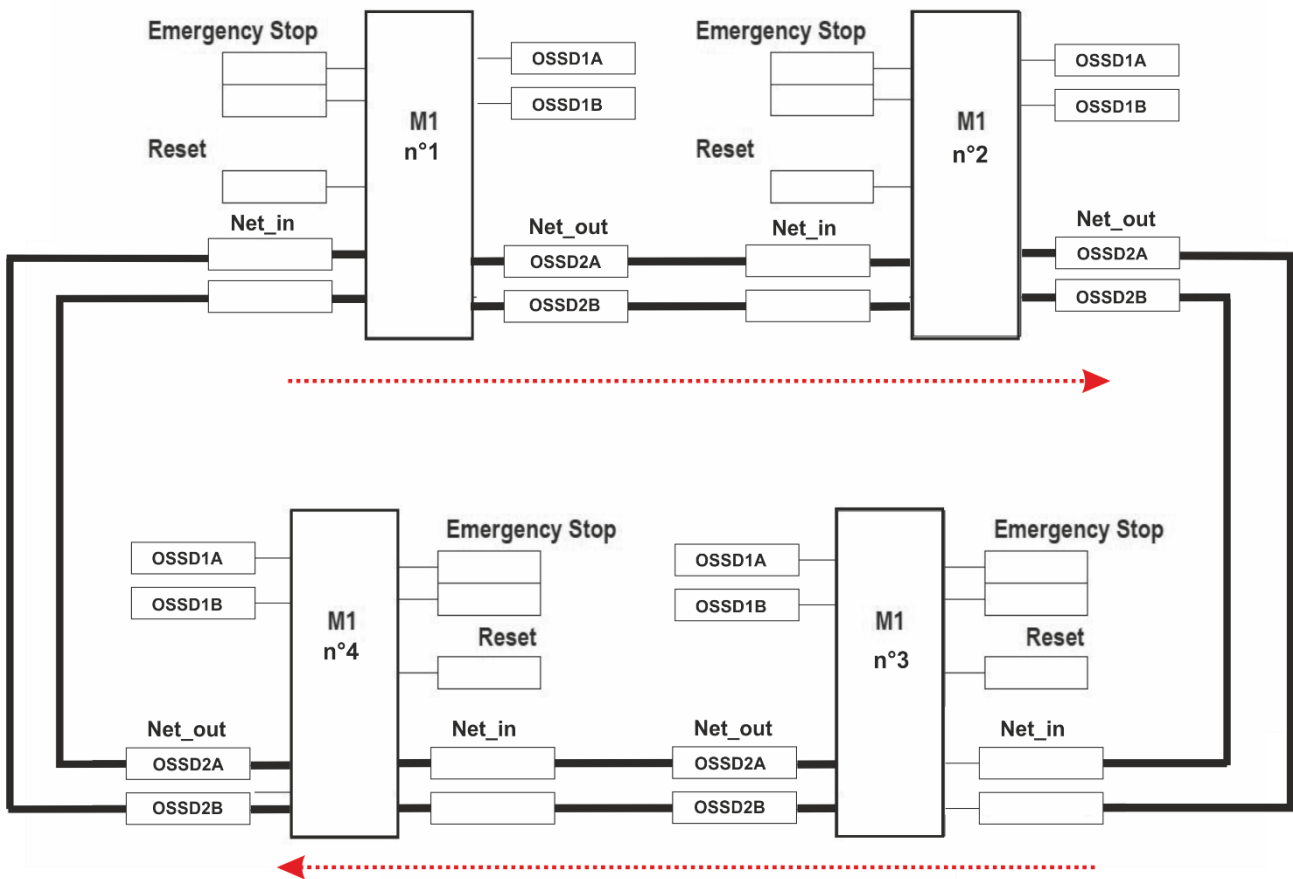 Emergency Stop
OSSD1A
OSSD1B
M1
n°1
Reset
Net_in
Net_out
OSSD2A
OSSD2B
Emergency Stop
OSSD1A
OSSD1B
M1
n°2
Reset
Net_in
Net_out
OSSD2A
OSSD2B
OSSD1A
OSSD1B
M1
n°4
Emergency Stop
Reset
Net_out
OSSD2A
OSSD2B
Net_in
OSSD1A
OSSD1B
M1
n°3
Emergency Stop
Reset
Net_out
OSSD2A
OSSD2B
Net_in